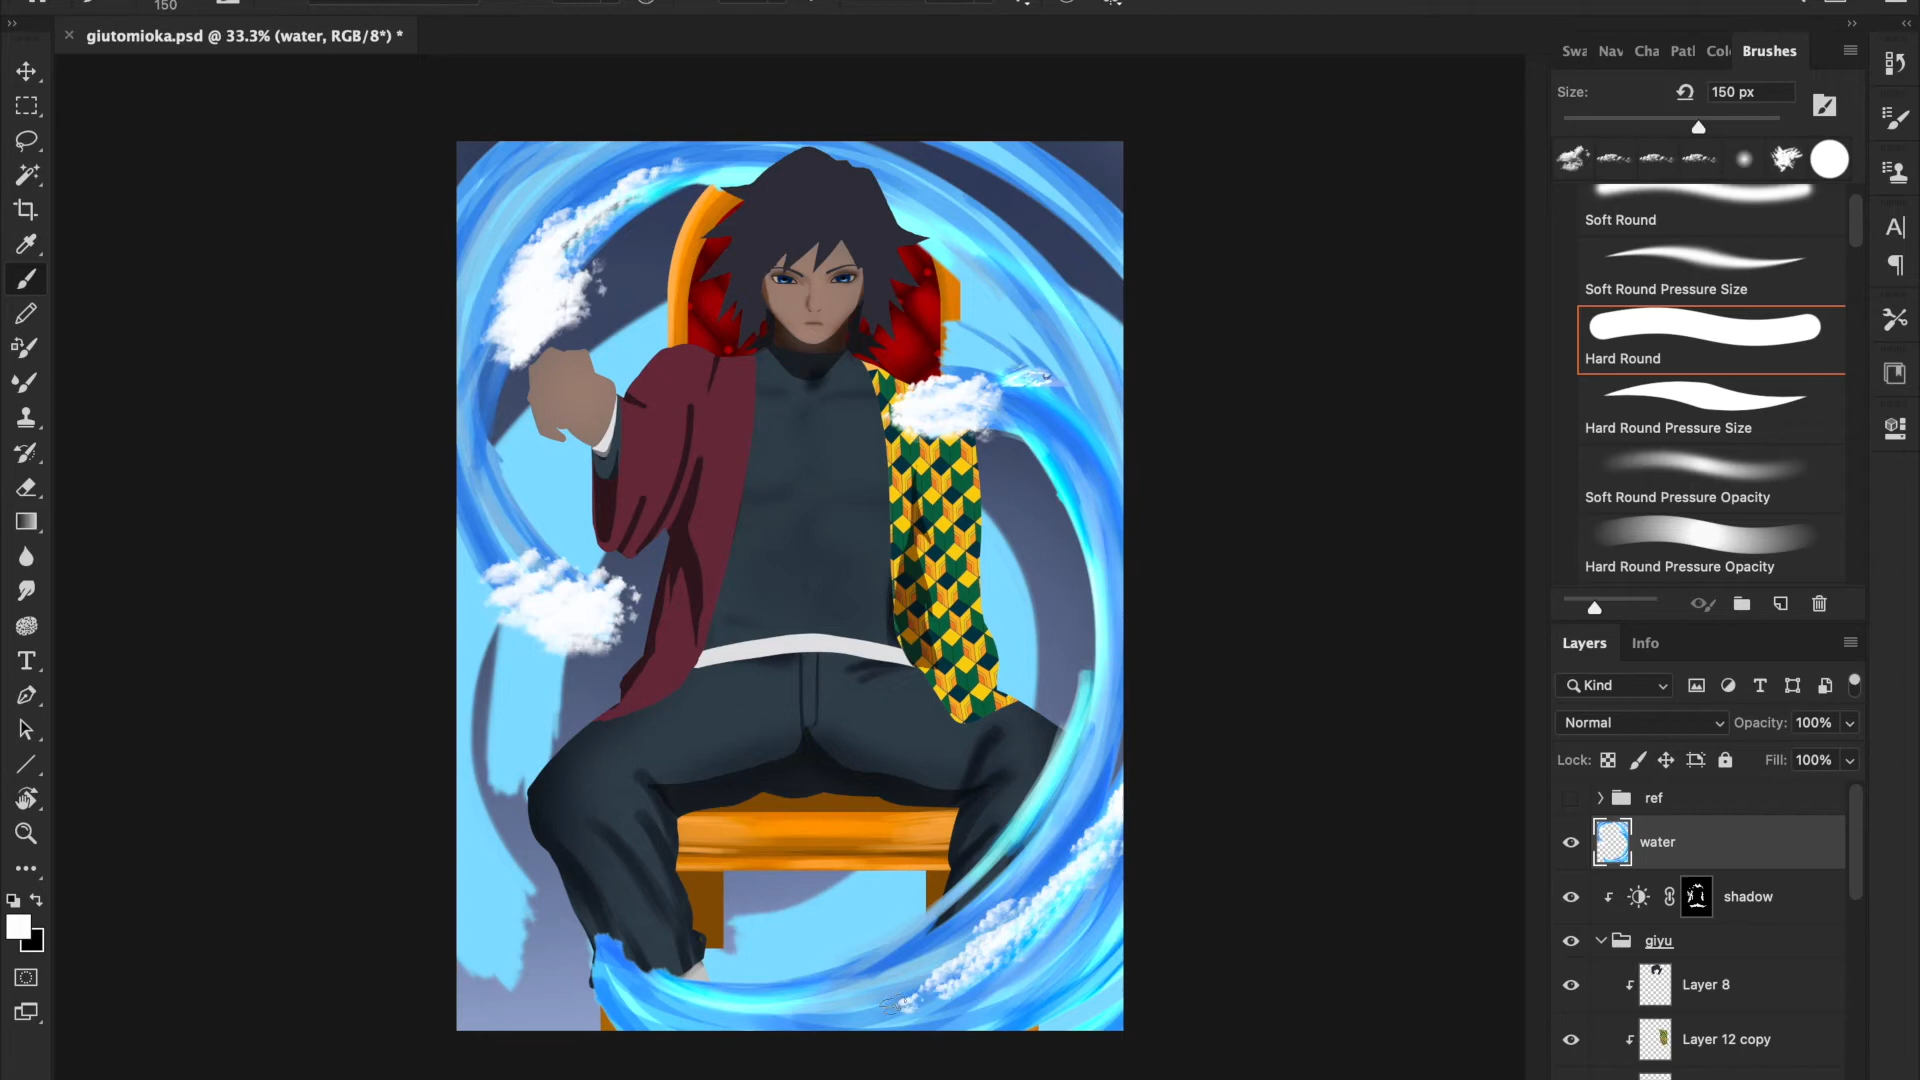 150
giutomioka.psd @ 33.3% (water, RGB/8*) *
Swa Nav Cha Patl Colo Brushes
Size: 150 px
Soft Round
Soft Round Pressure Size
Hard Round
Hard Round Pressure Size
Soft Round Pressure Opacity
Hard Round Pressure Opacity
Layers Info
Kind
Normal Opacity: 100%
Lock: Fill: 100%
ref
water
shadow
giyu
Layer 8
Layer 12 copy